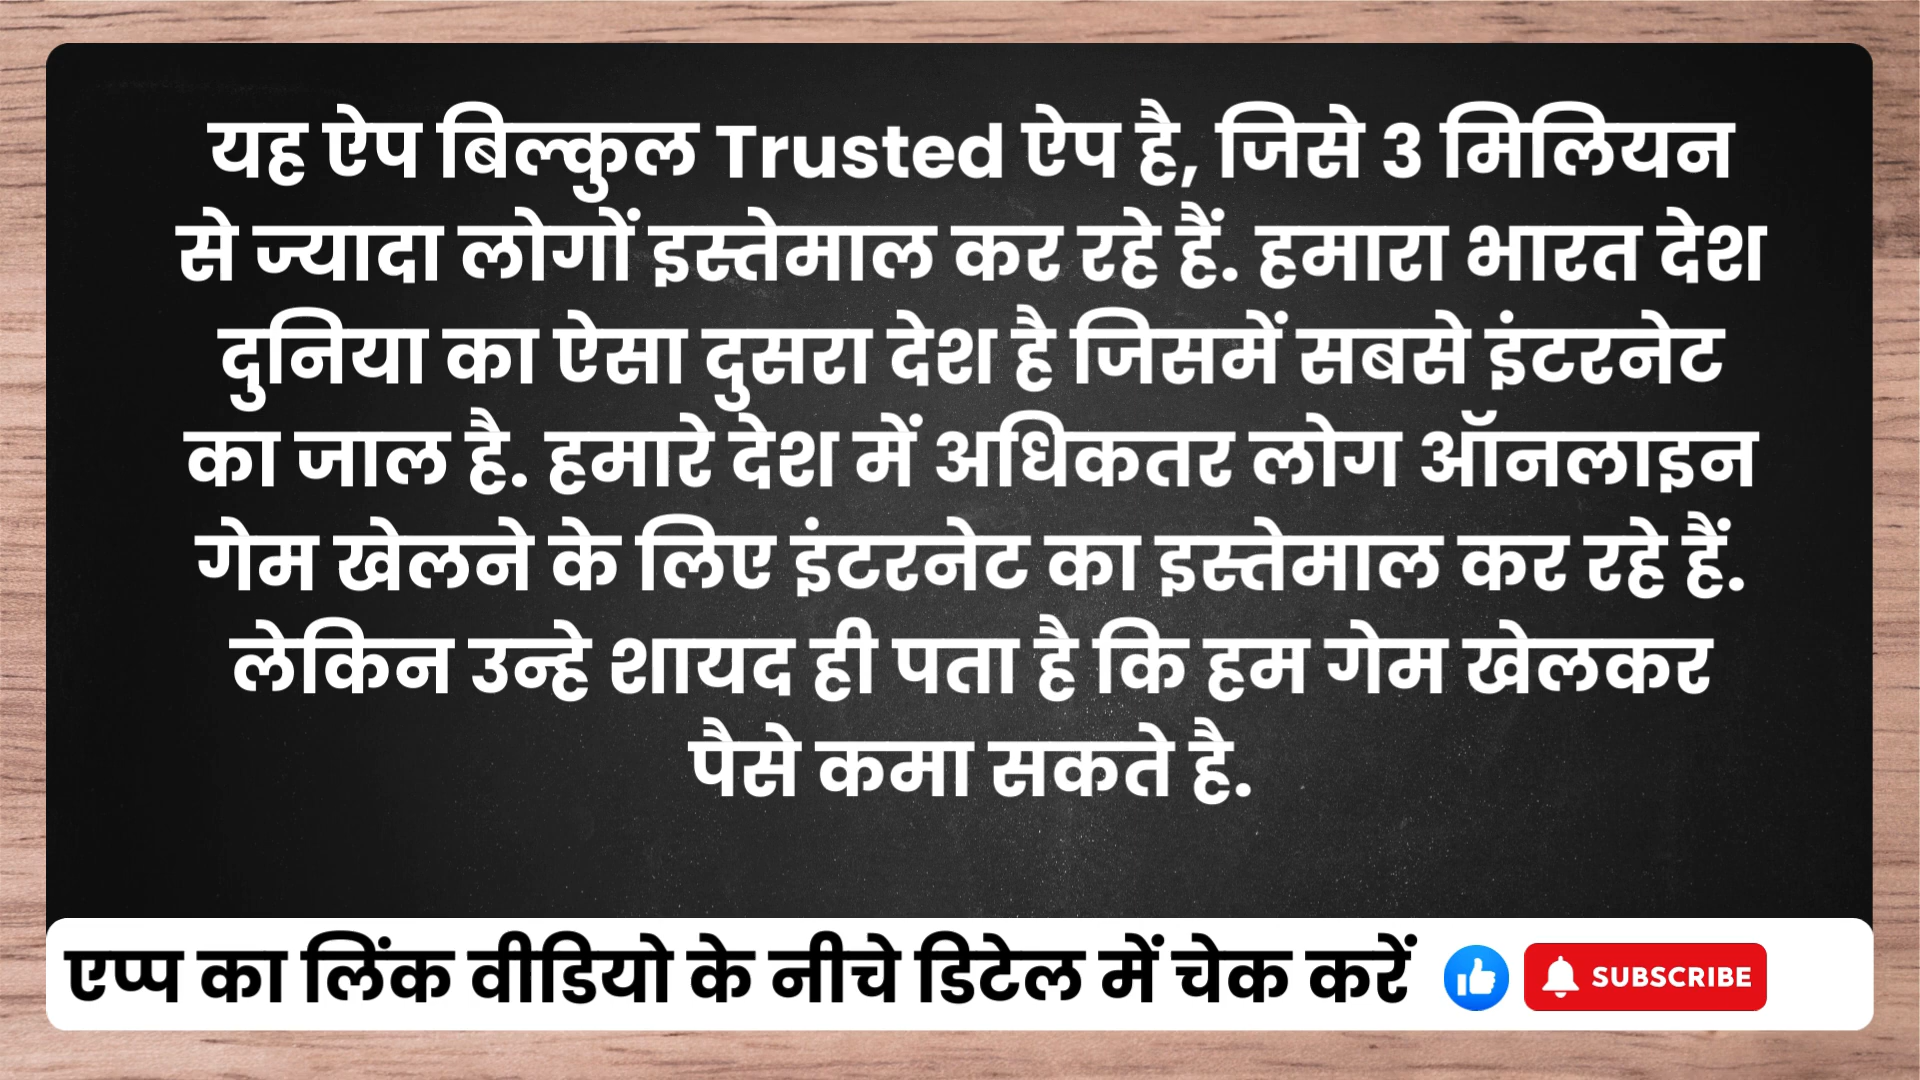 यह ऐप बिल्कुल Trusted ऐप है, जिसे 3 मिलियन
से ज्यादा लोगों इस्तेमाल कर रहे हैं. हमारा भारत देश
दुनिया का ऐसा दुसरा देश है जिसमें सबसे इंटरनेट
का जाल है. हमारे देश में अधिकतर लोग ऑनलाइन
गेम खेलने के लिए इंटरनेट का इस्तेमाल कर रहे हैं.
लेकिन उन्हे शायद ही पता है कि हम गेम खेलकर
पैसे कमा सकते है.
एप्प का लिंक वीडियो के नीचे डिटेल में चेक करें SUBSCRIBE